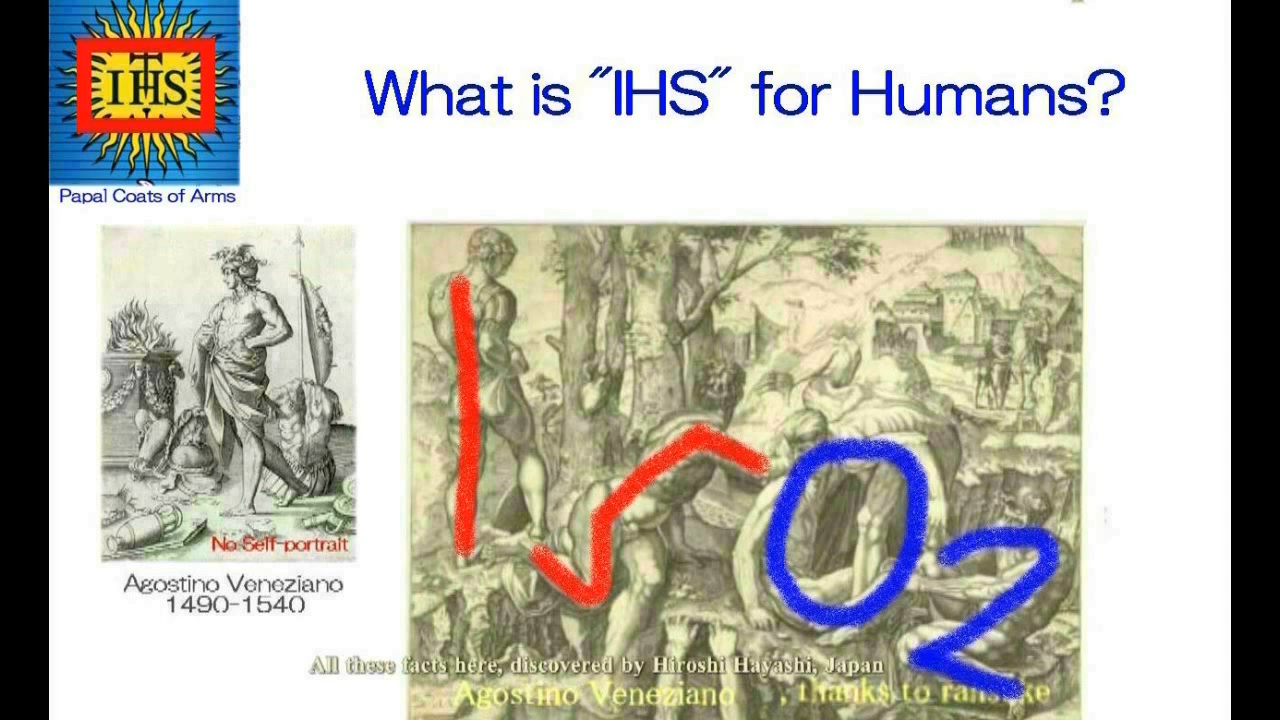 What is "IHS" for Humans?
IHS
Papal Coats of Arms
No Self-portrait
Agostino Veneziano
1490-1540
I S O2
All these facts here, discovered by Hiroshi Hayashi, Japan
Agostino Veneziano , thanks to